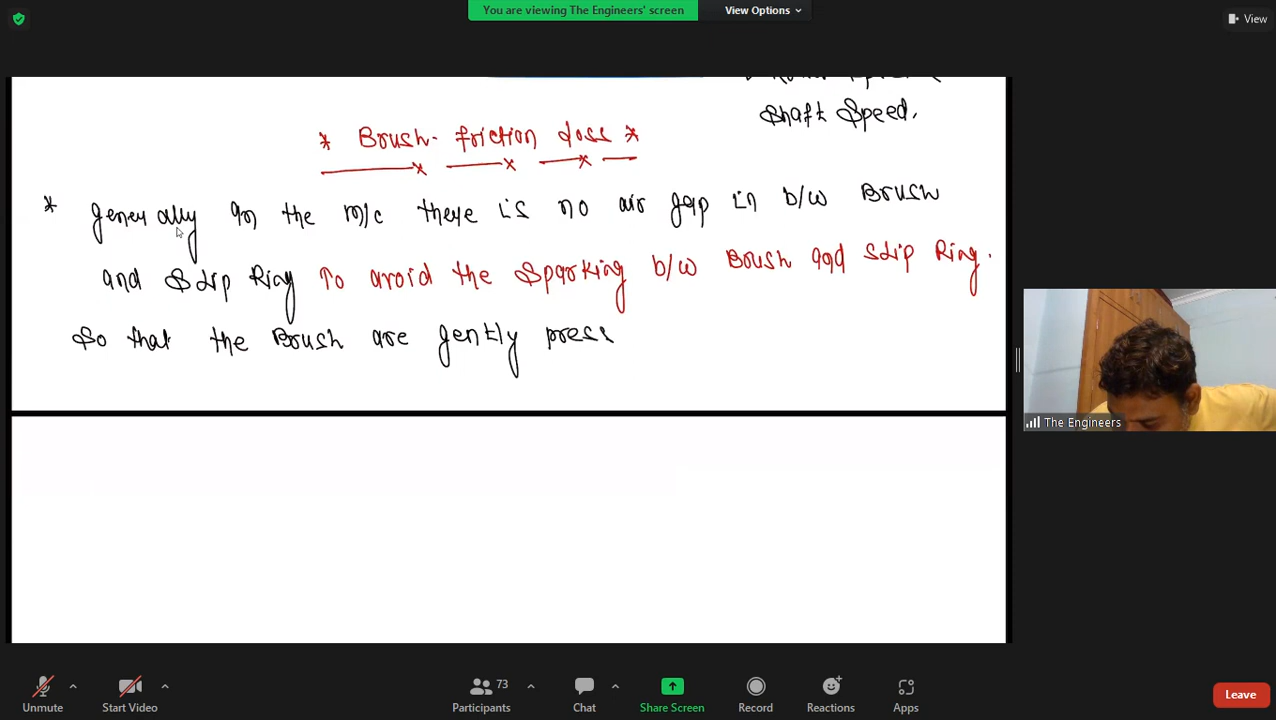 You are viewing The Engineers' screen
View Options
View
Shaft Speed.
* Brush- friction loss *
* generally In the m/c there is no air gap in b/w Brush
and Slip Ring To avoid the Sparking b/w Brush and Slip Ring.
So that the Brush are gently press
The Engineers
Unmute
Start Video
73
Participants
Chat
Share Screen
Record
Reactions
Apps
Leave